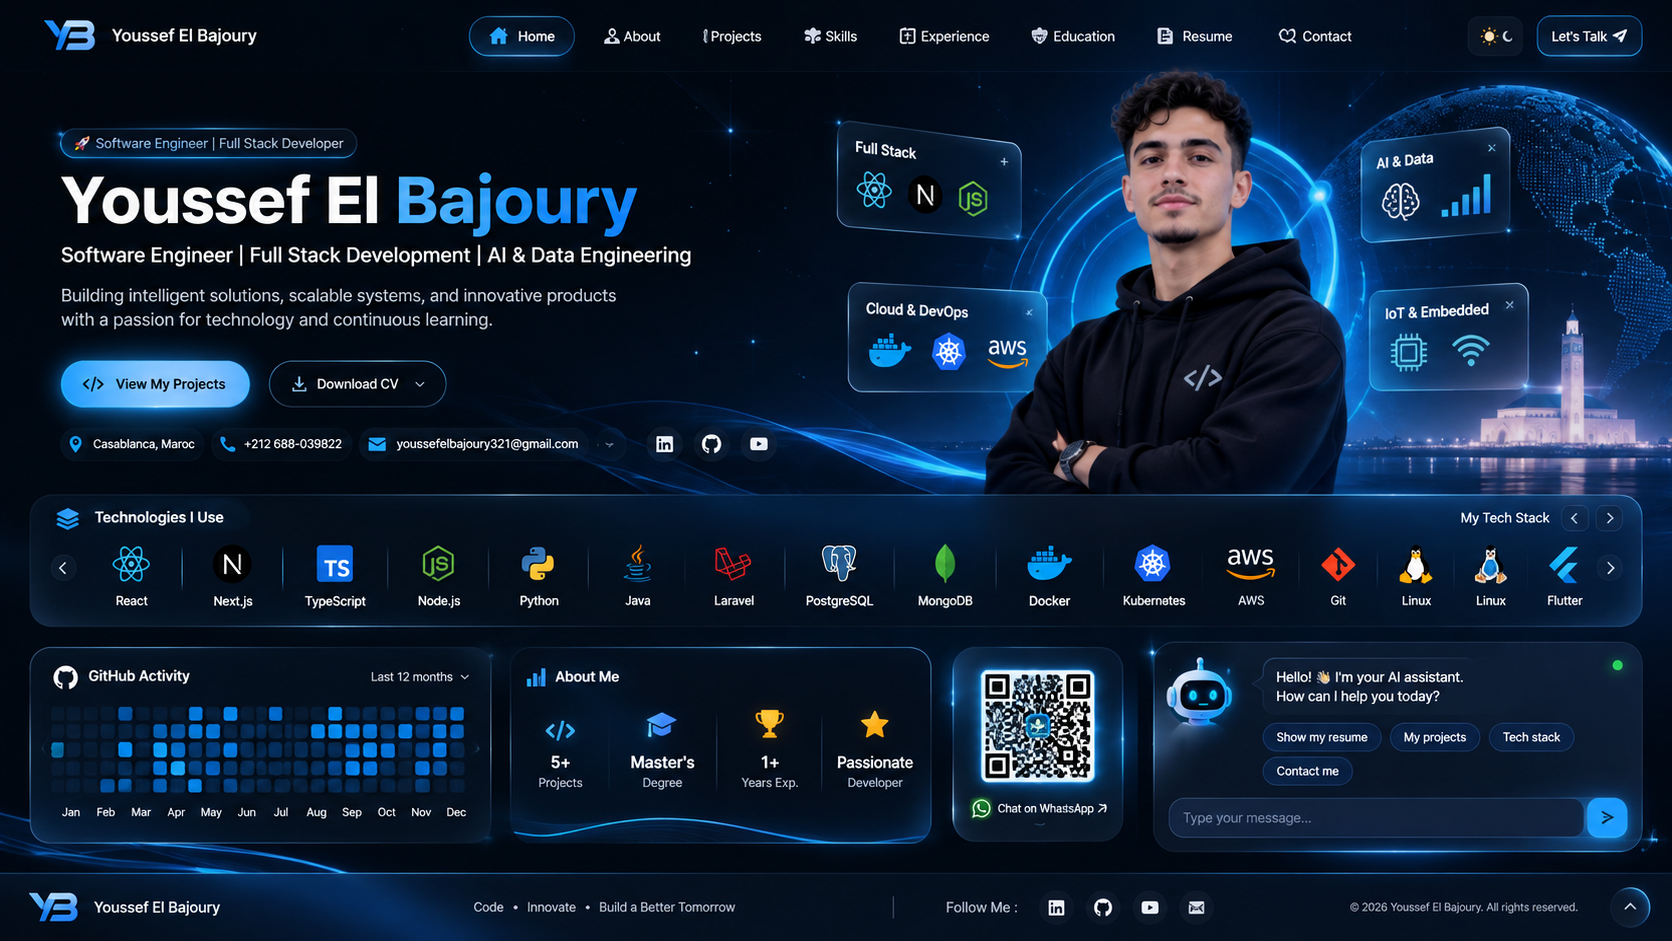 YB Youssef El Bajoury
Home About Projects Skills Experience Education Resume Contact
Let's Talk
🚀 Software Engineer | Full Stack Developer
Youssef El Bajoury
Software Engineer | Full Stack Development | AI & Data Engineering
Building intelligent solutions, scalable systems, and innovative products
with a passion for technology and continuous learning.
</> View My Projects
Download CV
Casablanca, Maroc
+212 688-039822
youssefelbajoury321@gmail.com
in
Full Stack
N
JS
Cloud & DevOps
aws
</>
AI & Data
IoT & Embedded
Technologies I Use
My Tech Stack
N
TS
JS
aws
React
Next.js
TypeScript
Node.js
Python
Java
Laravel
PostgreSQL
MongoDB
Docker
Kubernetes
AWS
Git
Linux
Linux
Flutter
GitHub Activity
Last 12 months
Jan Feb Mar Apr May Jun Jul Aug Sep Oct Nov Dec
About Me
</>
5+
Projects
Master's
Degree
1+
Years Exp.
Passionate
Developer
Chat on WhatsApp ↗
Hello! 👋 I'm your AI assistant.
How can I help you today?
Show my resume
My projects
Tech stack
Contact me
Type your message...
YB Youssef El Bajoury
Code • Innovate • Build a Better Tomorrow
Follow Me :
in
© 2026 Youssef El Bajoury. All rights reserved.